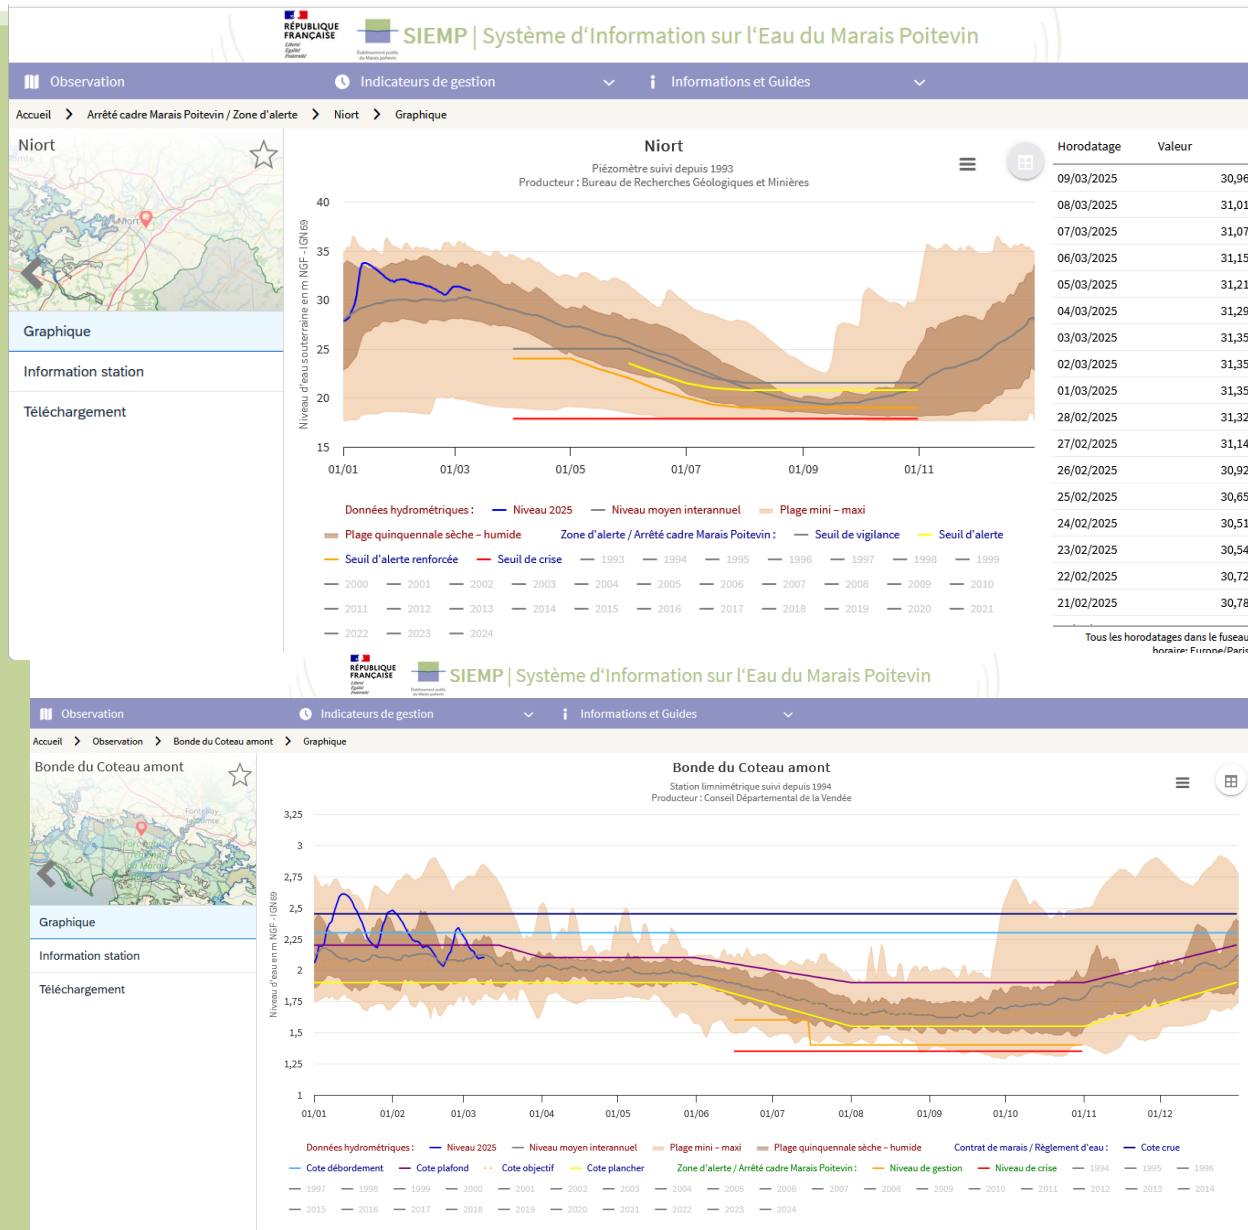 RÉPUBLIQUE
FRANÇAISE
Liberté
Égalité
Fraternité
SIEMP | Système d'Information sur l'Eau du Marais Poitevin
Observation
Indicateurs de gestion
Informations et Guides
Accueil > Arrêté cadre Marais Poitevin / Zone d'alerte > Niort > Graphique
Niort
Niort
Graphique
Information station
Téléchargement
Niort
Piézomètre suivi depuis 1993
Producteur : Bureau de Recherches Géologiques et Minières
Niveau d'eau souterraine en m NGF - IGN69
40
35
30
25
20
15
01/01 01/03 01/05 01/07 01/09 01/11
Données hydrométriques : Niveau 2025 Niveau moyen interannuel Plage mini – maxi
Plage quinquennale sèche – humide Zone d'alerte / Arrêté cadre Marais Poitevin : Seuil de vigilance Seuil d'alerte
Seuil d'alerte renforcée Seuil de crise 1993 1994 1995 1996 1997 1998 1999
2000 2001 2002 2003 2004 2005 2006 2007 2008 2009 2010
2011 2012 2013 2014 2015 2016 2017 2018 2019 2020 2021
2022 2023 2024
Horodatage Valeur
09/03/2025 30,96
08/03/2025 31,01
07/03/2025 31,07
06/03/2025 31,15
05/03/2025 31,21
04/03/2025 31,29
03/03/2025 31,35
02/03/2025 31,35
01/03/2025 31,35
28/02/2025 31,32
27/02/2025 31,14
26/02/2025 30,92
25/02/2025 30,65
24/02/2025 30,51
23/02/2025 30,54
22/02/2025 30,72
21/02/2025 30,78
Tous les horodatages dans le fuseau
horaire: Europe/Paris
RÉPUBLIQUE
FRANÇAISE
Liberté
Égalité
Fraternité
SIEMP | Système d'Information sur l'Eau du Marais Poitevin
Observation
Indicateurs de gestion
Informations et Guides
Accueil > Observation > Bonde du Coteau amont > Graphique
Bonde du Coteau amont
Graphique
Information station
Téléchargement
Bonde du Coteau amont
Station limnimétrique suivi depuis 1994
Producteur : Conseil Départemental de la Vendée
Niveau d'eau en m NGF - IGN69
3,25
3
2,75
2,5
2,25
2
1,75
1,5
1,25
1
01/01 01/02 01/03 01/04 01/05 01/06 01/07 01/08 01/09 01/10 01/11 01/12
Données hydrométriques : Niveau 2025 Niveau moyen interannuel Plage mini – maxi Plage quinquennale sèche – humide Contrat de marais / Règlement d'eau : Cote crue
Cote débordement Cote plafond Cote objectif Cote plancher Zone d'alerte / Arrêté cadre Marais Poitevin : Niveau de gestion Niveau de crise 1994 1995 1996
1997 1998 1999 2000 2001 2002 2003 2004 2005 2006 2007 2008 2009 2010 2011 2012 2013 2014
2015 2016 2017 2018 2019 2020 2021 2022 2023 2024